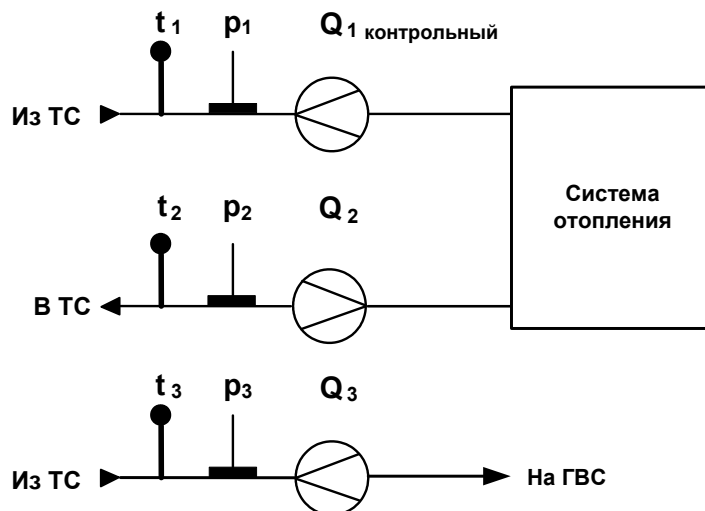 t 1 p1 Q 1 контрольный
Из ТС
Система
отопления
t 2 p2 Q 2
В ТС
t 3 p3 Q 3
Из ТС
На ГВС